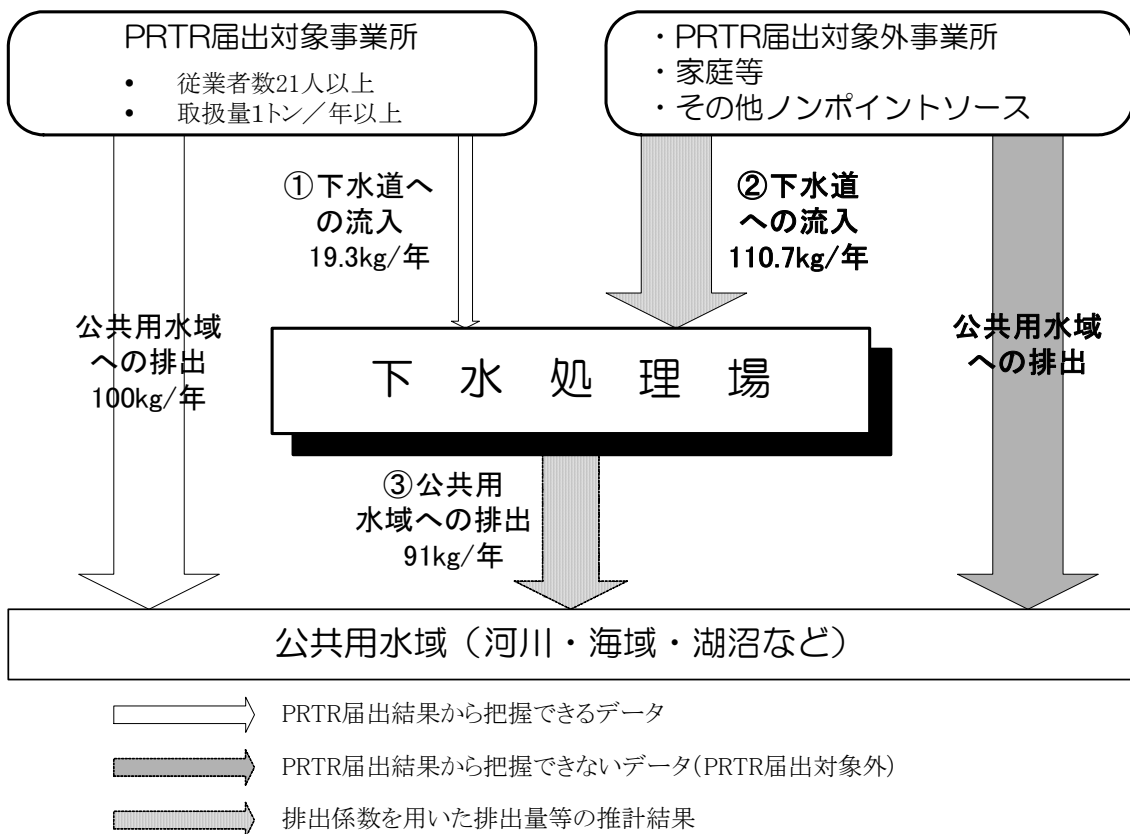 PRTR届出対象事業所
• 従業者数21人以上
• 取扱量1トン／年以上
・PRTR届出対象外事業所
・家庭等
・その他ノンポイントソース
①下水道へ
の流入
19.3kg/年
②下水道
への流入
110.7kg/年
公共用水域
への排出
100kg/年
公共用水域
への排出
下水処理場
③公共用
水域への排出
91kg/年
公共用水域（河川・海域・湖沼など）
PRTR届出結果から把握できるデータ
PRTR届出結果から把握できないデータ(PRTR届出対象外)
排出係数を用いた排出量等の推計結果